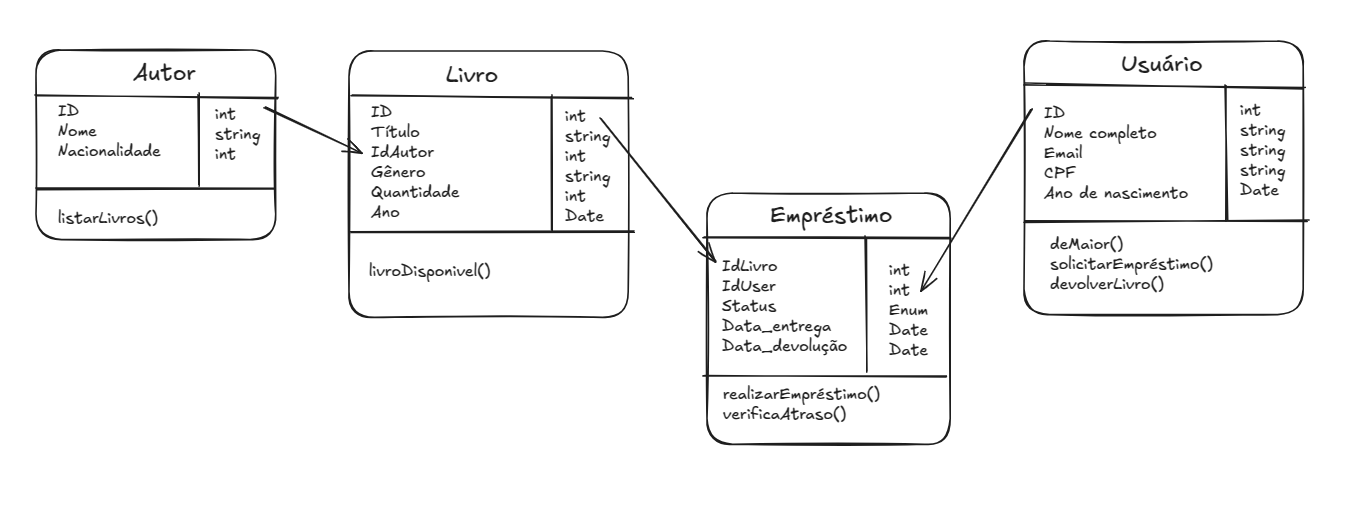 Autor
ID int
Nome string
Nacionalidade int
listarLivros()
Livro
ID int
Título string
IdAutor int
Gênero string
Quantidade int
Ano Date
livroDisponivel()
Empréstimo
IdLivro int
IdUser int
Status Enum
Data_entrega Date
Data_devolução Date
realizarEmpréstimo()
verificaAtraso()
Usuário
ID int
Nome completo string
Email string
CPF string
Ano de nascimento Date
deMaior()
solicitarEmpréstimo()
devolverLivro()